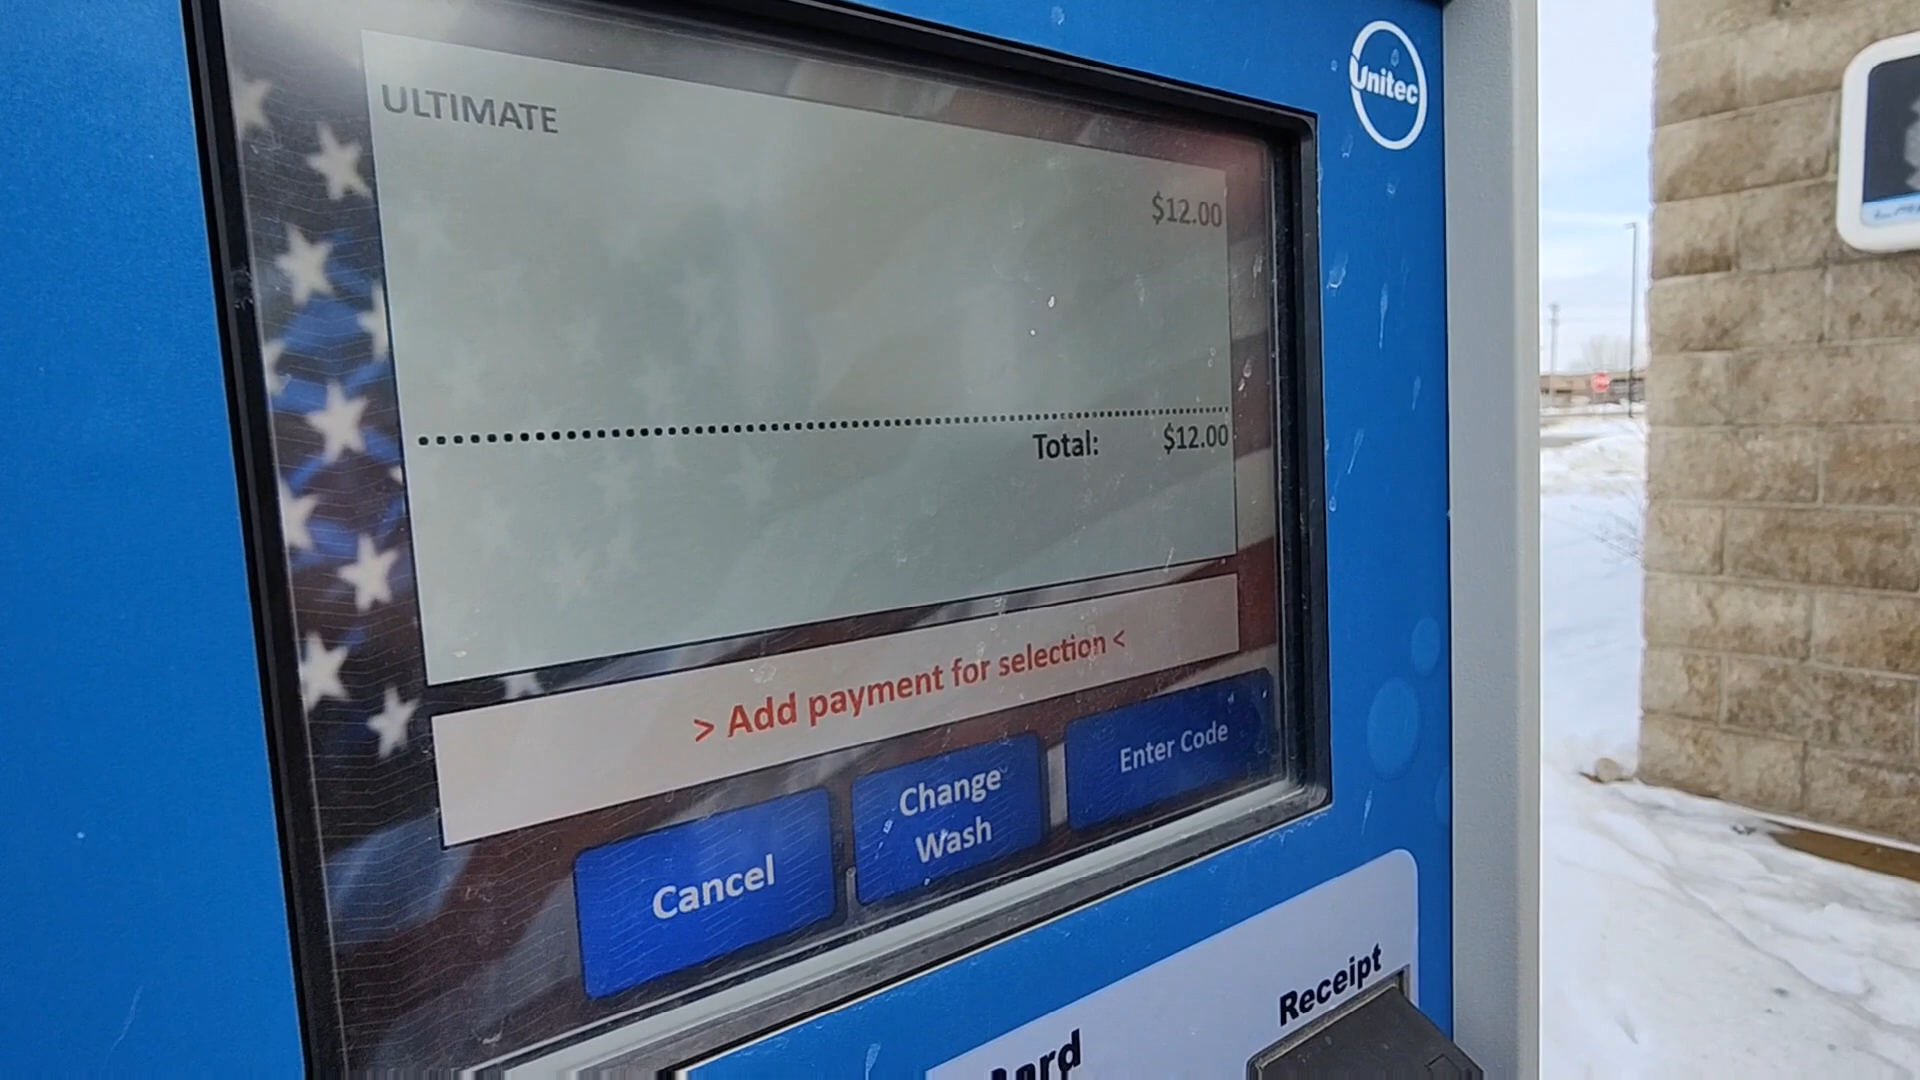 Unitec
ULTIMATE
$12.00
Total: $12.00
> Add payment for selection <
Cancel
Change
Wash
Enter Code
Receipt